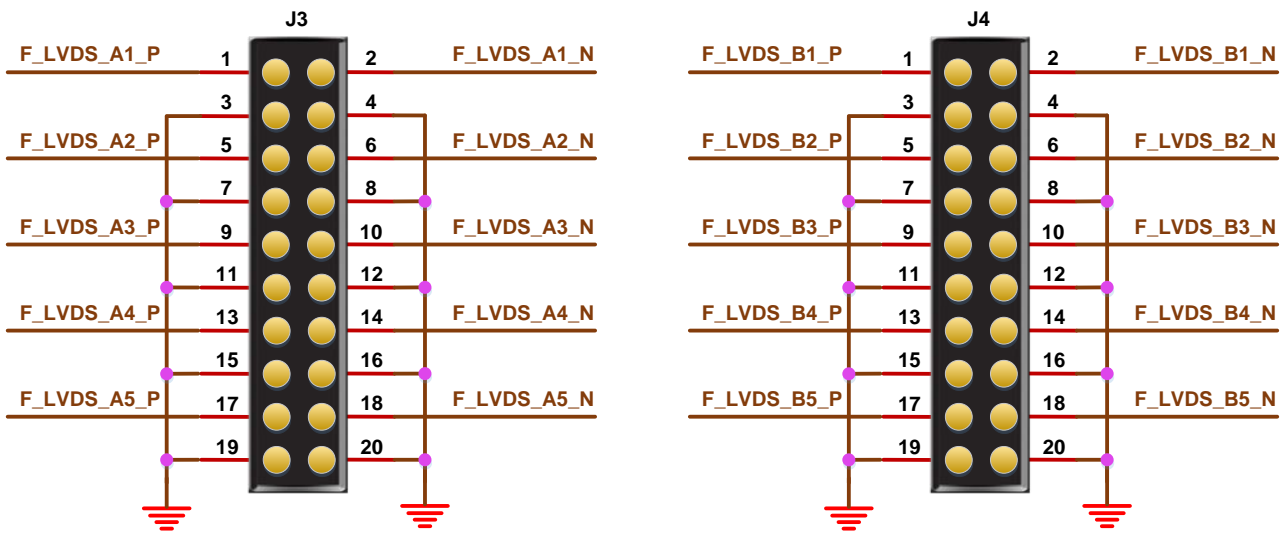 J3 J4
F_LVDS_A1_P 1 2 F_LVDS_A1_N F_LVDS_B1_P 1 2 F_LVDS_B1_N
3 4 3 4
F_LVDS_A2_P 5 6 F_LVDS_A2_N F_LVDS_B2_P 5 6 F_LVDS_B2_N
7 8 7 8
F_LVDS_A3_P 9 10 F_LVDS_A3_N F_LVDS_B3_P 9 10 F_LVDS_B3_N
11 12 11 12
F_LVDS_A4_P 13 14 F_LVDS_A4_N F_LVDS_B4_P 13 14 F_LVDS_B4_N
15 16 15 16
F_LVDS_A5_P 17 18 F_LVDS_A5_N F_LVDS_B5_P 17 18 F_LVDS_B5_N
19 20 19 20